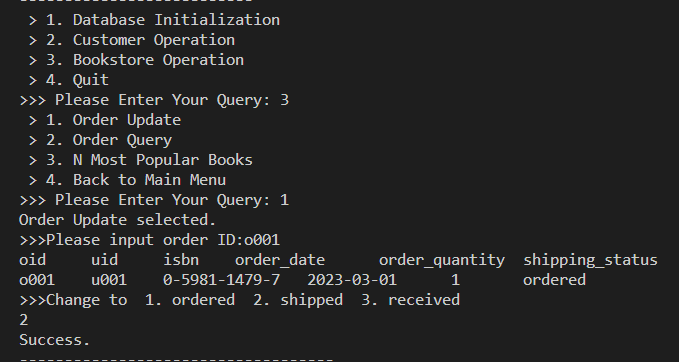 ---------------------------
> 1. Database Initialization
> 2. Customer Operation
> 3. Bookstore Operation
> 4. Quit
>>> Please Enter Your Query: 3
> 1. Order Update
> 2. Order Query
> 3. N Most Popular Books
> 4. Back to Main Menu
>>> Please Enter Your Query: 1
Order Update selected.
>>>Please input order ID:o001
oid     uid     isbn    order_date      order_quantity  shipping_status
o001    u001    0-5981-1479-7   2023-03-01      1       ordered
>>>Change to  1. ordered  2. shipped  3. received
2
Success.
-----------------------------------